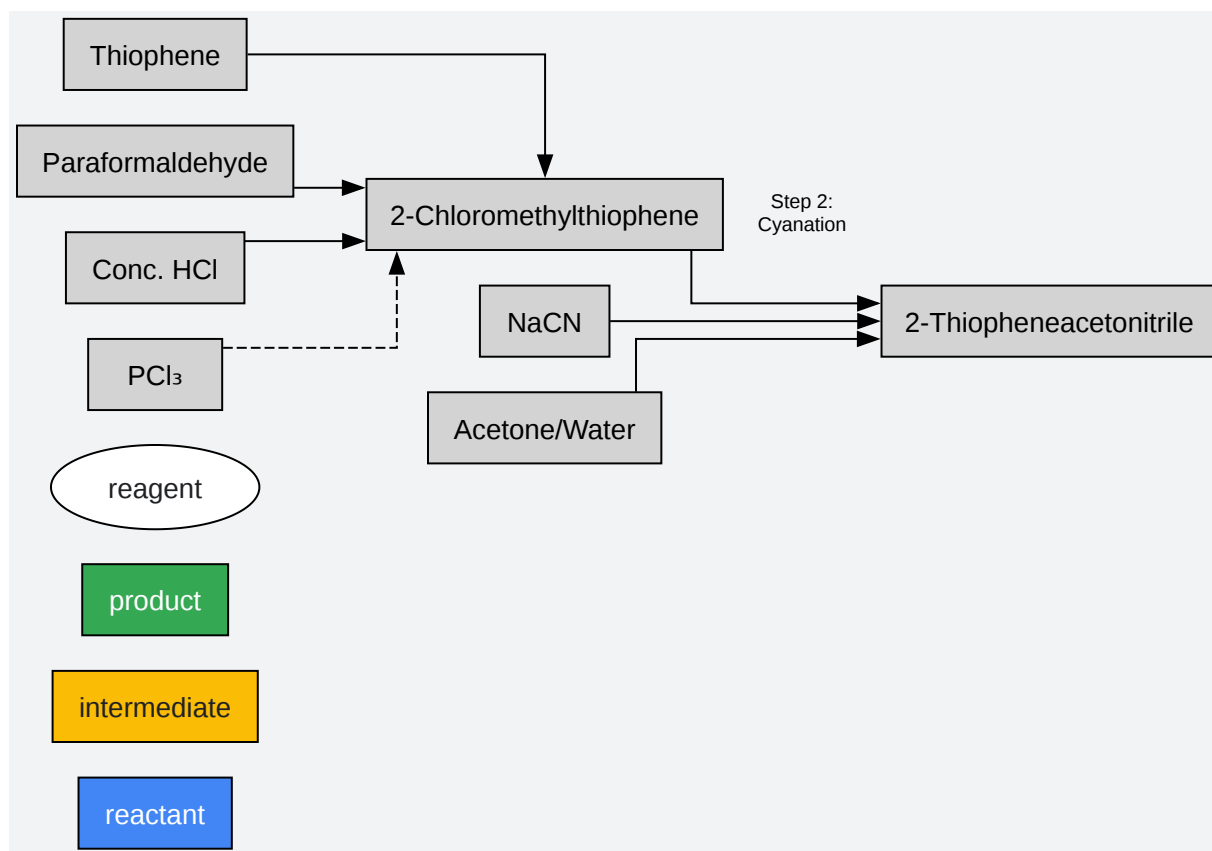 Thiophene
Paraformaldehyde
2-Chloromethylthiophene
Step 2:
Cyanation
Conc. HCl
NaCN
2-Thiopheneacetonitrile
PCl₃
Acetone/Water
reagent
product
intermediate
reactant